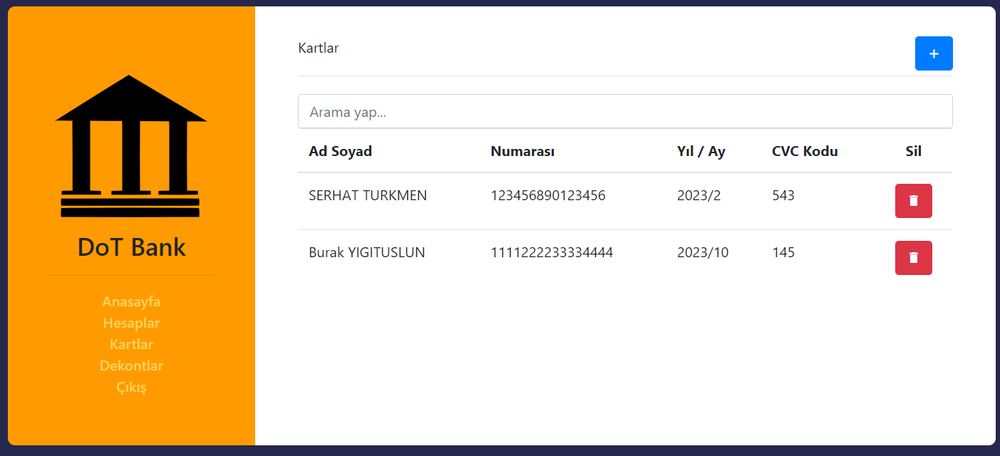 DoT Bank
Anasayfa
Hesaplar
Kartlar
Dekontlar
Çıkış
Kartlar
+
Arama yap...
Ad Soyad Numarası Yıl / Ay CVC Kodu Sil
SERHAT TURKMEN 123456890123456 2023/2 543
Burak YIGITUSLUN 1111222233334444 2023/10 145